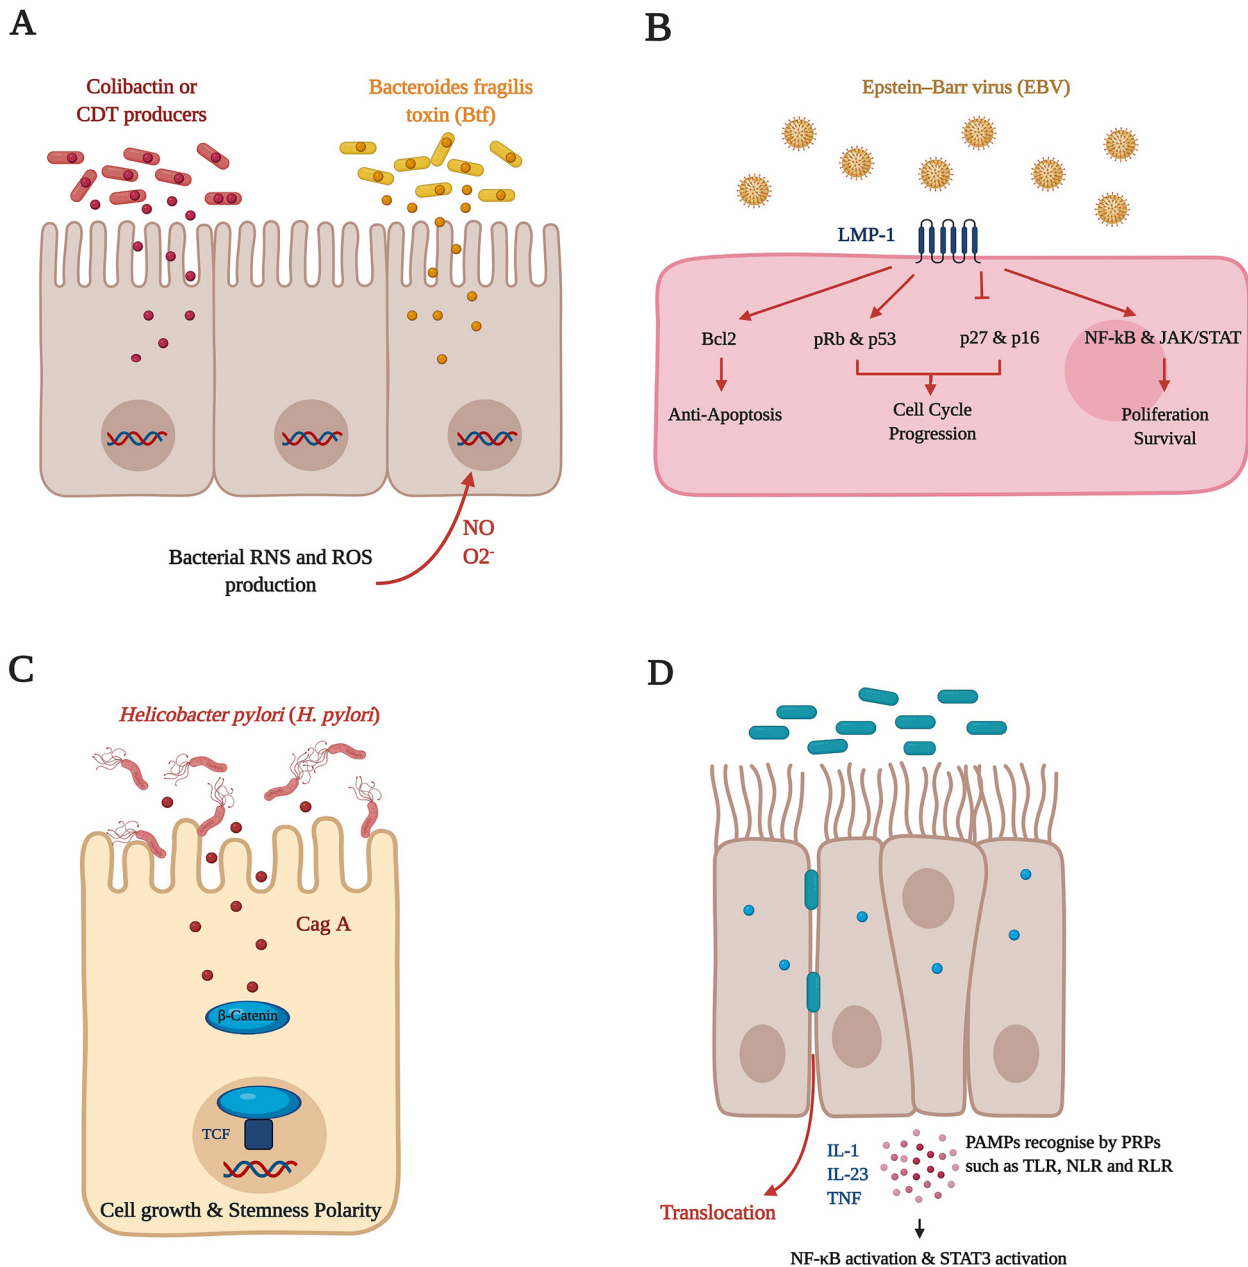 A
Colibactin or
CDT producers
Bacteroides fragilis
toxin (Btf)
NO
O2⁻
Bacterial RNS and ROS
production
B
Epstein–Barr virus (EBV)
LMP-1
Bcl2
pRb & p53
p27 & p16
NF-kB & JAK/STAT
Anti-Apoptosis
Cell Cycle
Progression
Poliferation
Survival
C
Helicobacter pylori (H. pylori)
Cag A
β-Catenin
TCF
Cell growth & Stemness Polarity
D
IL-1
IL-23
TNF
PAMPs recognise by PRPs
such as TLR, NLR and RLR
Translocation
NF-κB activation & STAT3 activation